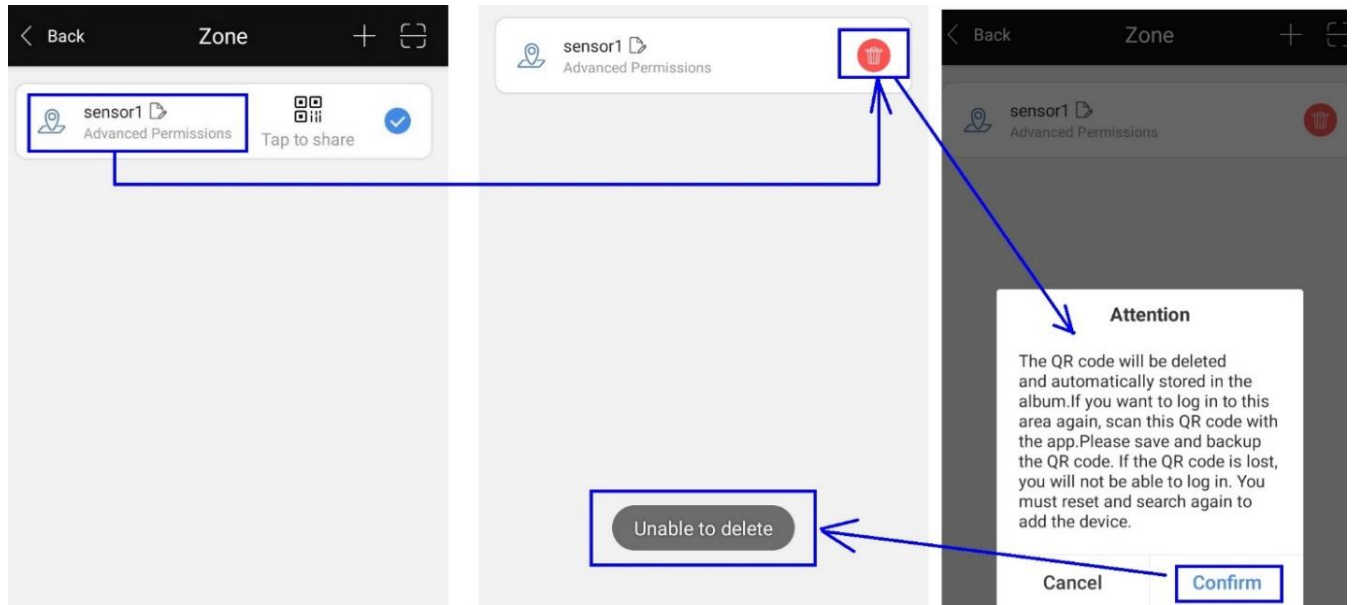 Back Zone
sensor1
Advanced Permissions
Tap to share
sensor1
Advanced Permissions
Unable to delete
Back Zone
sensor1
Advanced Permissions
Attention
The QR code will be deleted
and automatically stored in the
album.If you want to log in to this
area again, scan this QR code with
the app.Please save and backup
the QR code. If the QR code is lost,
you will not be able to log in. You
must reset and search again to
add the device.
Cancel Confirm